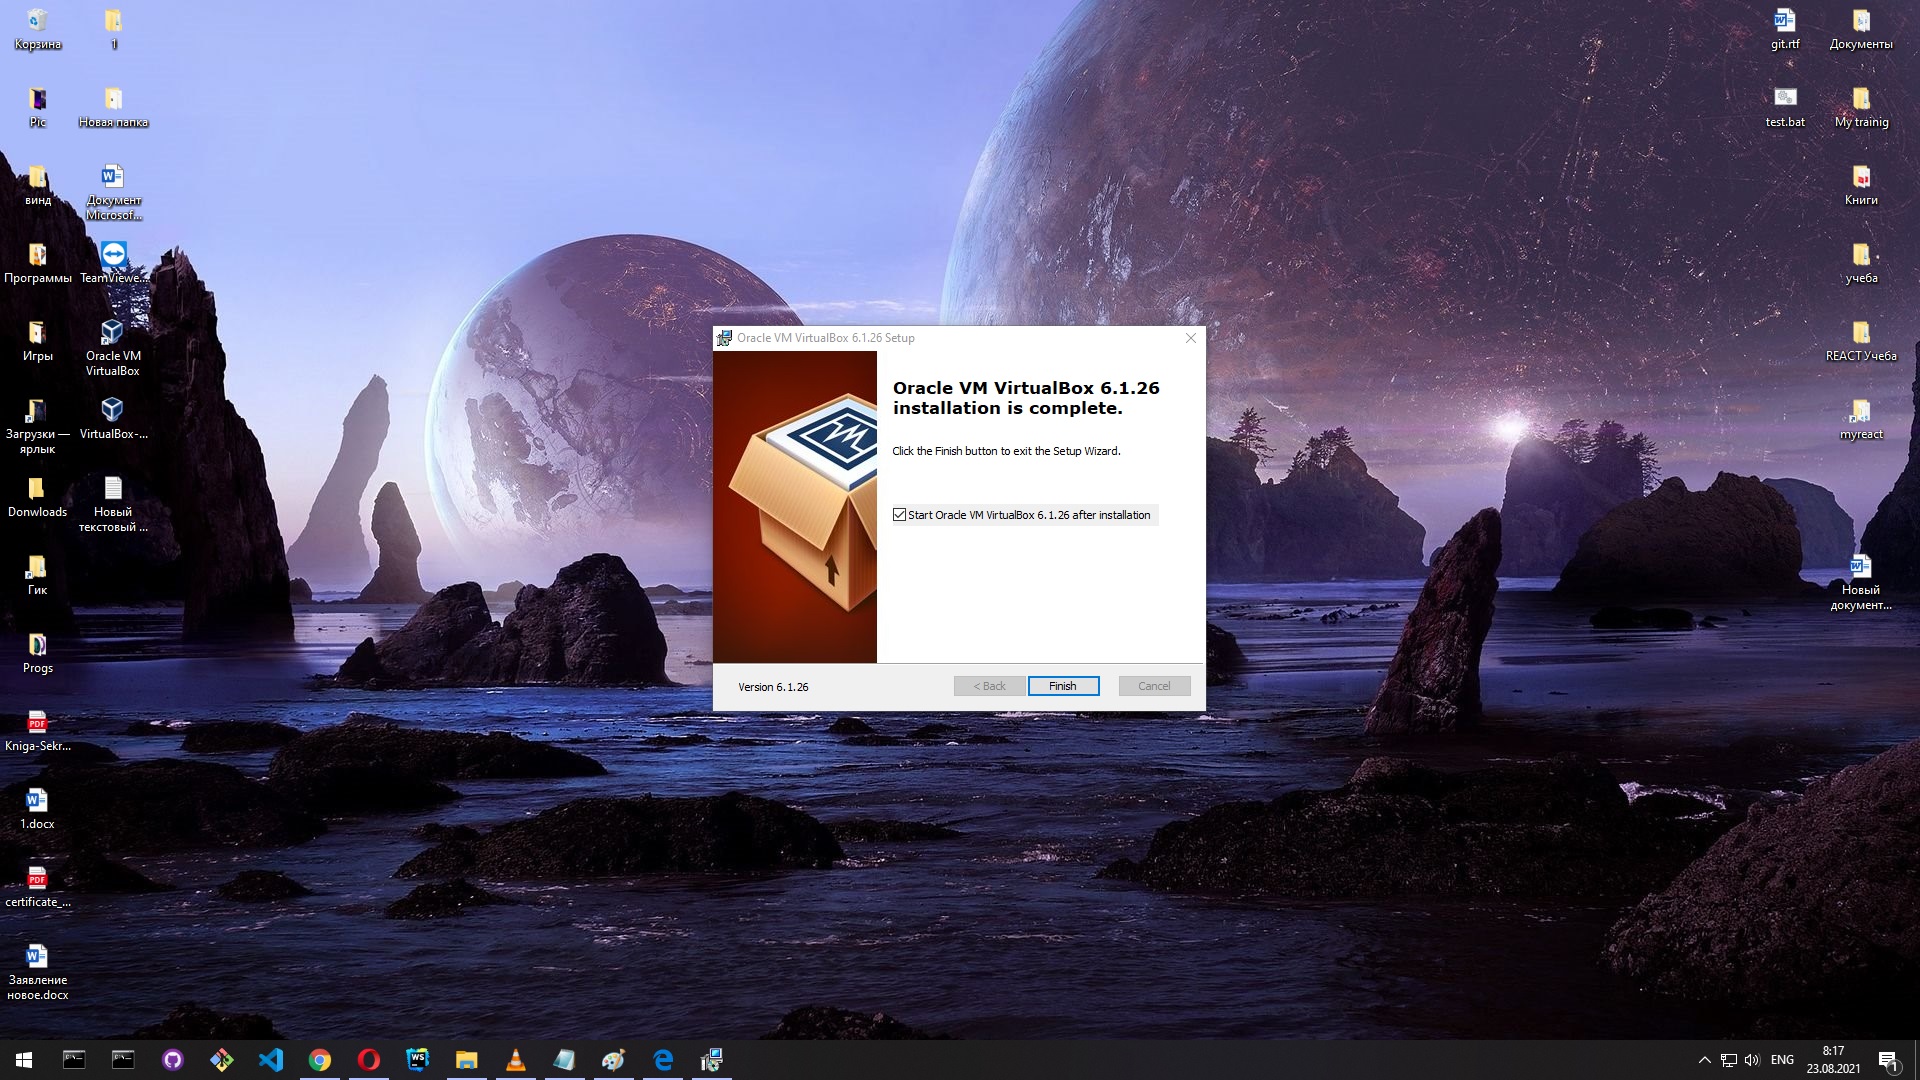 Корзина
1
Pic
Новая папка
винд
Документ
Microsof...
Программы
TeamViewe...
Игры
Oracle VM
VirtualBox
Загрузки —
ярлык
VirtualBox-...
Donwloads
Новый
текстовый ...
Гик
Progs
PDF
Kniga-Sekr...
1.docx
PDF
certificate_...
Заявление
новое.docx
git.rtf
Документы
test.bat
My trainig
Книги
учеба
REACT Учеба
myreact
Новый
документ...
Oracle VM VirtualBox 6.1.26 Setup
Oracle VM VirtualBox 6.1.26
installation is complete.
Click the Finish button to exit the Setup Wizard.
Start Oracle VM VirtualBox 6.1.26 after installation
Version 6.1.26
< Back
Finish
Cancel
WS
ENG
8:17
23.08.2021
1